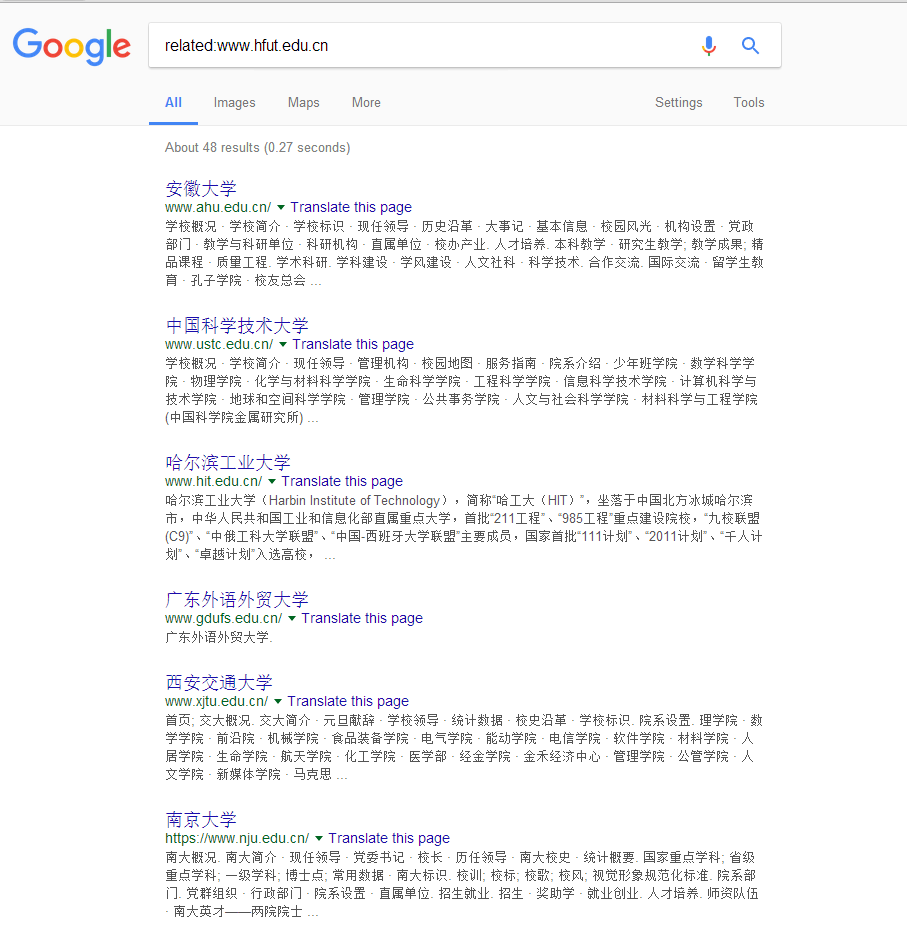 Google
related:www.hfut.edu.cn
All Images Maps More Settings Tools
About 48 results (0.27 seconds)
安徽大学
www.ahu.edu.cn/ Translate this page
学校概况 · 学校简介 · 学校标识 · 现任领导 · 历史沿革 · 大事记 · 基本信息 · 校园风光 · 机构设置 · 党政
部门 · 教学与科研单位 · 科研机构 · 直属单位 · 校办产业. 人才培养. 本科教学 · 研究生教学; 教学成果; 精
品课程 · 质量工程. 学术科研. 学科建设 · 学风建设 · 人文社科 · 科学技术. 合作交流. 国际交流 · 留学生教
育 · 孔子学院 · 校友总会 ...
中国科学技术大学
www.ustc.edu.cn/ Translate this page
学校概况 · 学校简介 · 现任领导 · 管理机构 · 校园地图 · 服务指南 · 院系介绍 · 少年班学院 · 数学科学学
院 · 物理学院 · 化学与材料科学学院 · 生命科学学院 · 工程科学学院 · 信息科学技术学院 · 计算机科学与
技术学院 · 地球和空间科学学院 · 管理学院 · 公共事务学院 · 人文与社会科学学院 · 材料科学与工程学院
(中国科学院金属研究所) ...
哈尔滨工业大学
www.hit.edu.cn/ Translate this page
哈尔滨工业大学（Harbin Institute of Technology），简称“哈工大（HIT）”，坐落于中国北方冰城哈尔滨
市，中华人民共和国工业和信息化部直属重点大学，首批“211工程”、“985工程”重点建设院校，“九校联盟
(C9)”、“中俄工科大学联盟”、“中国-西班牙大学联盟”主要成员，国家首批“111计划”、“2011计划”、“千人计
划”、“卓越计划”入选高校， ...
广东外语外贸大学
www.gdufs.edu.cn/ Translate this page
广东外语外贸大学.
西安交通大学
www.xjtu.edu.cn/ Translate this page
首页; 交大概况. 交大简介 · 元旦献辞 · 学校领导 · 统计数据 · 校史沿革 · 学校标识. 院系设置. 理学院 · 数
学学院 · 前沿院 · 机械学院 · 食品装备学院 · 电气学院 · 能动学院 · 电信学院 · 软件学院 · 材料学院 · 人
居学院 · 生命学院 · 航天学院 · 化工学院 · 医学部 · 经金学院 · 金禾经济中心 · 管理学院 · 公管学院 · 人
文学院 · 新媒体学院 · 马克思 ...
南京大学
https://www.nju.edu.cn/ Translate this page
南大概况. 南大简介 · 现任领导 · 党委书记 · 校长 · 历任领导 · 南大校史 · 统计概要. 国家重点学科; 省级
重点学科; 一级学科; 博士点; 常用数据 · 南大标识. 校训; 校标; 校歌; 校风; 视觉形象规范化标准. 院系部
门. 党群组织 · 行政部门 · 院系设置 · 直属单位. 招生就业. 招生 · 奖助学 · 就业创业. 人才培养. 师资队伍
· 南大英才——两院院士 ...